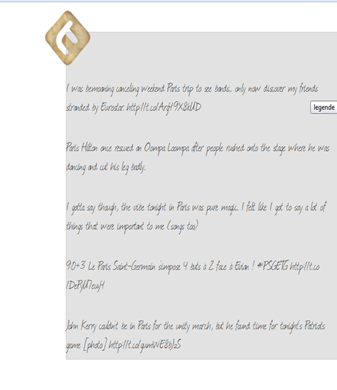 I was bemoaning canceling weekend Paris trip to see bands.. only now discover my friends
stranded by Eurostar. http://t.co/
legende
Paris Hilton once rescued an Oompa Loompa after people rushed onto the stage where he was
dancing and cut his leg badly.
I gotta say though, the vibe tonight in Paris was pure magic. I felt like I got to say a lot of
things that were important to me (songs too)
90+3 Le Paris Saint-Germain s'impose 4 buts a 2 face a Evian ! #PSGETG http://t.co
John Kerry couldn't be in Paris for the unity march, but he found time for tonight's Patriots
game [photo]